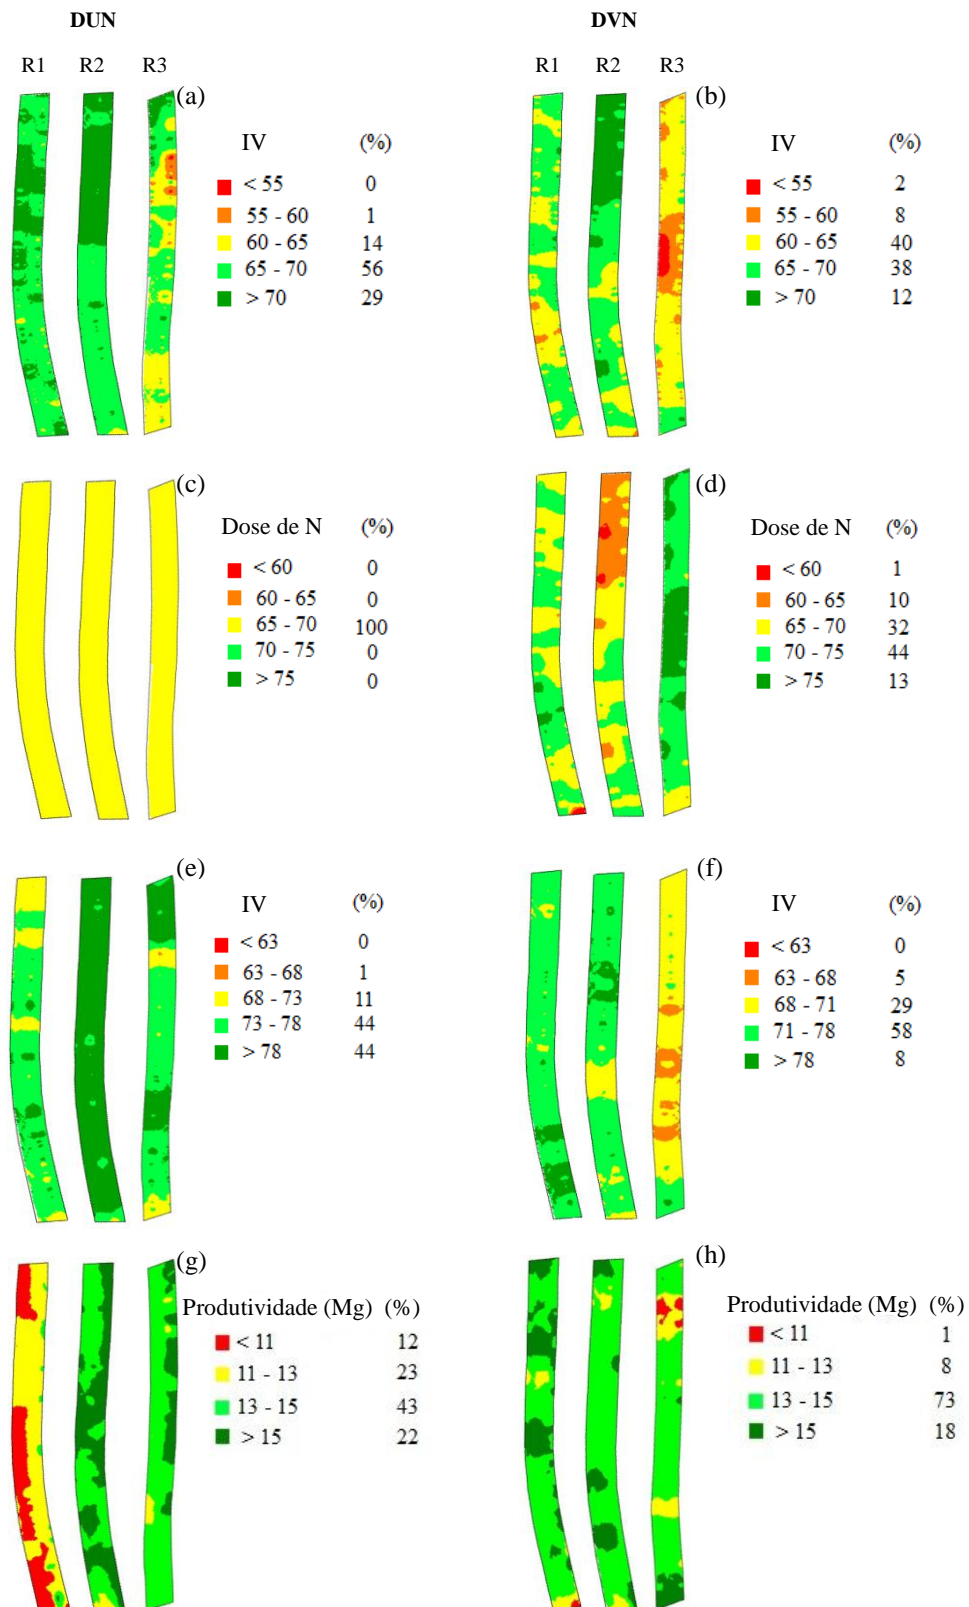 DUN
DVN
R1 R2 R3
R1 R2 R3
(a)
IV (%)
< 55 0
55 - 60 1
60 - 65 14
65 - 70 56
> 70 29
(b)
IV (%)
< 55 2
55 - 60 8
60 - 65 40
65 - 70 38
> 70 12
(c)
Dose de N (%)
< 60 0
60 - 65 0
65 - 70 100
70 - 75 0
> 75 0
(d)
Dose de N (%)
< 60 1
60 - 65 10
65 - 70 32
70 - 75 44
> 75 13
(e)
IV (%)
< 63 0
63 - 68 1
68 - 73 11
73 - 78 44
> 78 44
(f)
IV (%)
< 63 0
63 - 68 5
68 - 71 29
71 - 78 58
> 78 8
(g)
Produtividade (Mg) (%)
< 11 12
11 - 13 23
13 - 15 43
> 15 22
(h)
Produtividade (Mg) (%)
< 11 1
11 - 13 8
13 - 15 73
> 15 18